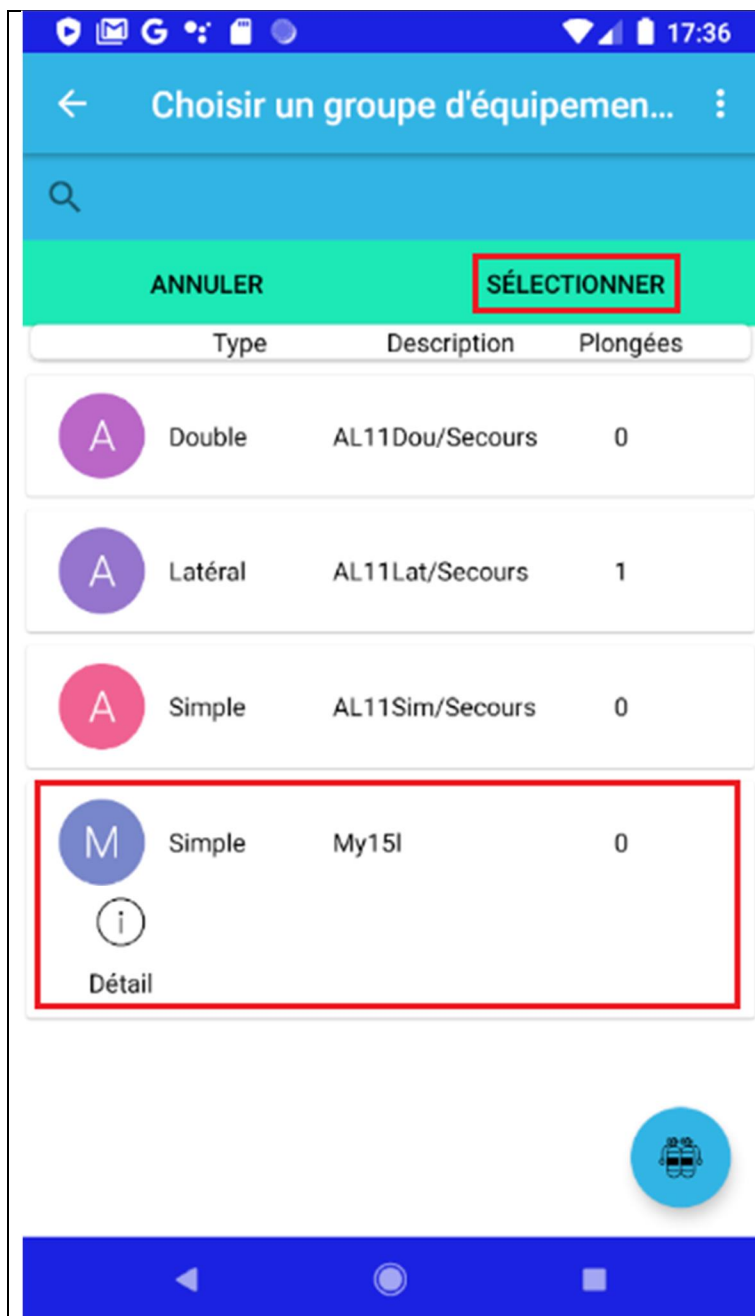 17:36
Choisir un groupe d'équipemen...
ANNULER SÉLECTIONNER
Type Description Plongées
A Double AL11Dou/Secours 0
A Latéral AL11Lat/Secours 1
A Simple AL11Sim/Secours 0
M Simple My15l 0
i
Détail